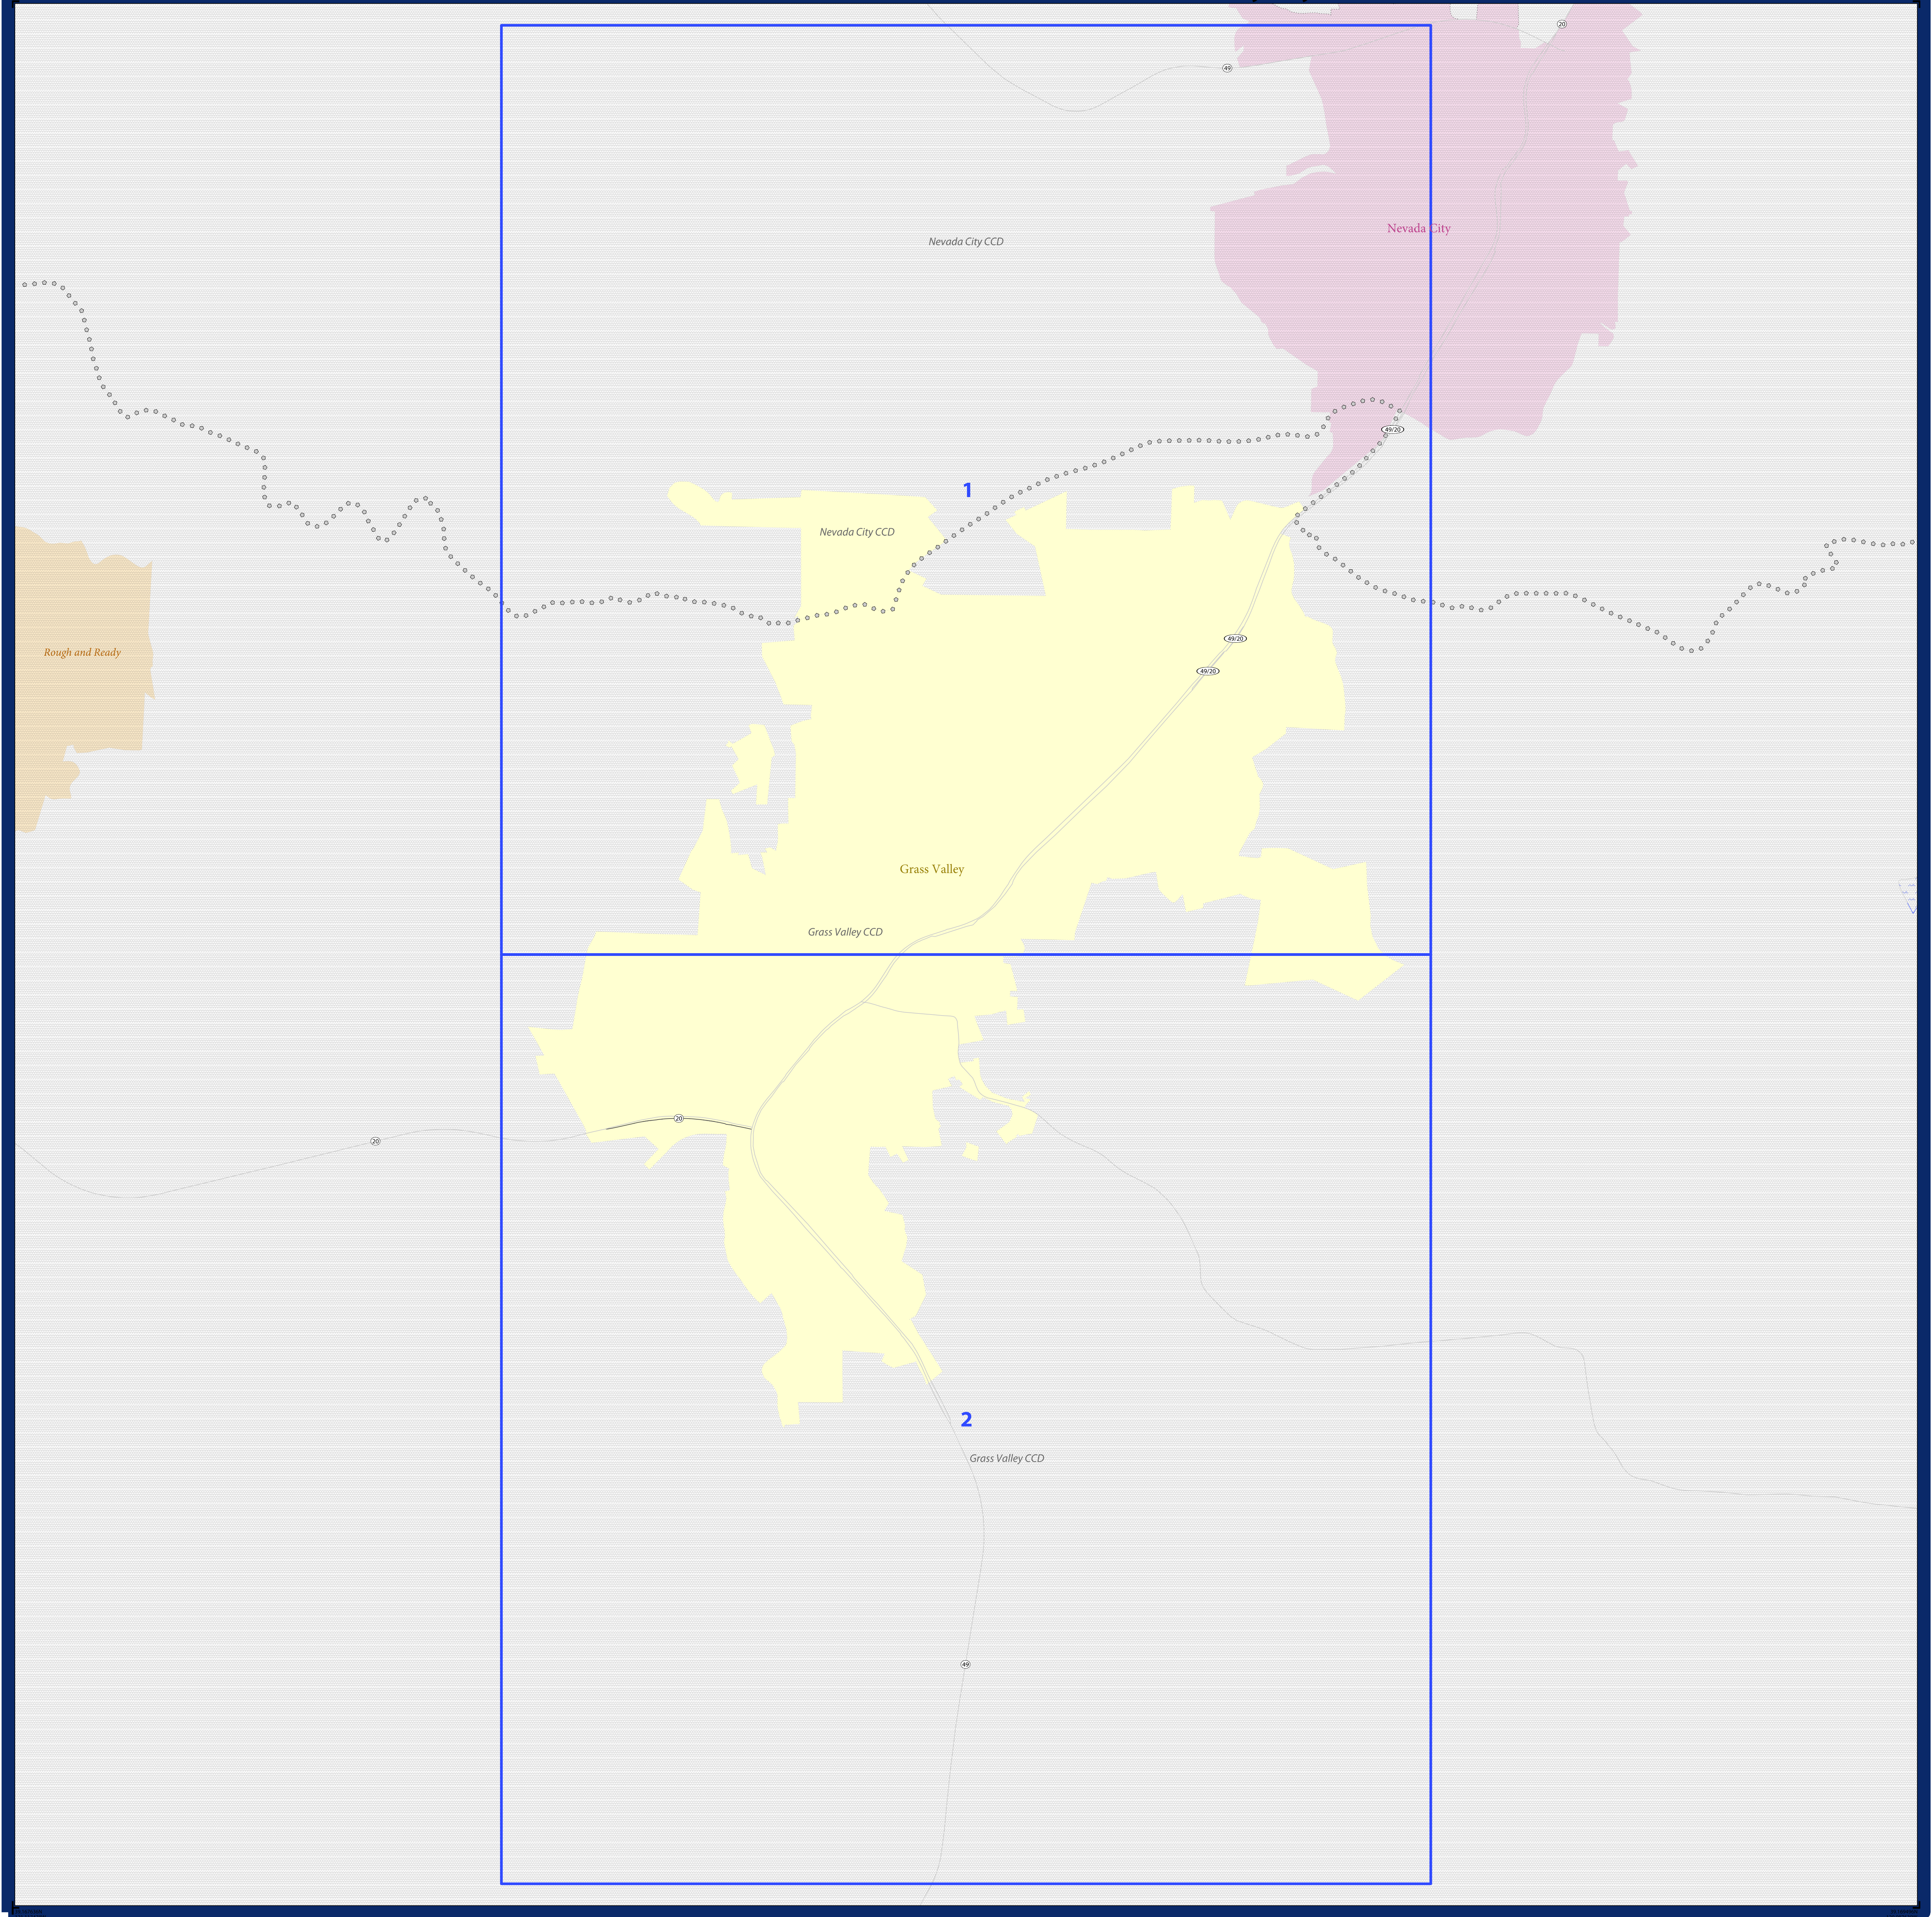 20
49
Nevada City
Nevada City CCD
49/20
1
Nevada City CCD
49/20
Rough and Ready
49/20
Grass Valley
Grass Valley CCD
20
20
2
Grass Valley CCD
49